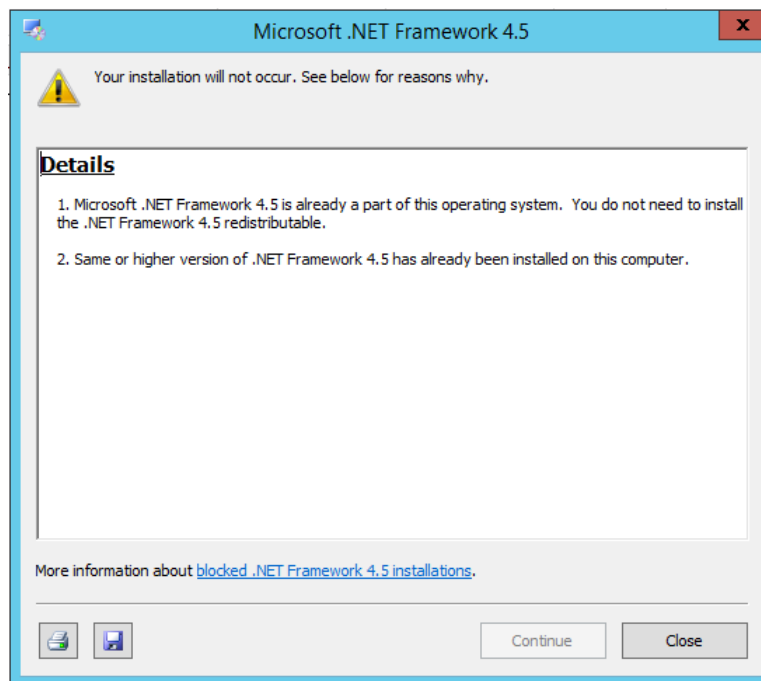 Microsoft .NET Framework 4.5
x
Your installation will not occur. See below for reasons why.
Details
1. Microsoft .NET Framework 4.5 is already a part of this operating system. You do not need to install
the .NET Framework 4.5 redistributable.
2. Same or higher version of .NET Framework 4.5 has already been installed on this computer.
More information about blocked .NET Framework 4.5 installations.
Continue
Close